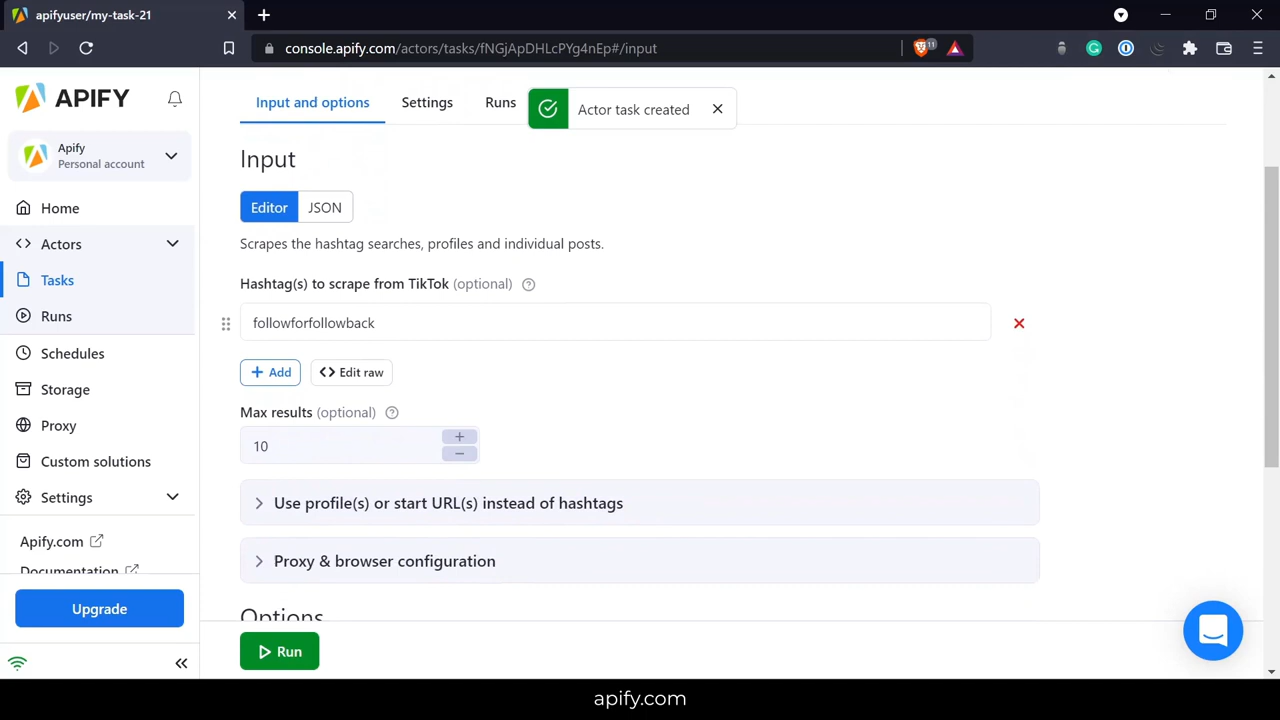 apifyuser/my-task-21
console.apify.com/actors/tasks/fNGjApDHLcPYg4nEp#/input
11
APIFY
Apify
Personal account
Home
Actors
Tasks
Runs
Schedules
Storage
Proxy
Custom solutions
Settings
Apify.com
Documentation
Upgrade
Input and options
Settings
Runs
Actor task created
Input
Editor
JSON
Scrapes the hashtag searches, profiles and individual posts.
Hashtag(s) to scrape from TikTok (optional)
followforfollowback
+ Add
<> Edit raw
Max results (optional)
10
Use profile(s) or start URL(s) instead of hashtags
Proxy & browser configuration
Options
Run
apify.com